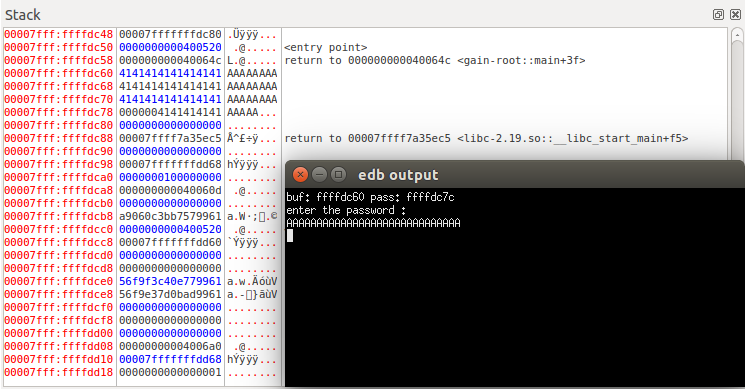 Stack
00007fff:ffffdc48 00007fffffffdc80 .Üÿÿÿ...
00007fff:ffffdc50 0000000000400520 .@..... <entry point>
00007fff:ffffdc58 000000000040064c L.@..... return to 000000000040064c <gain-root::main+3f>
00007fff:ffffdc60 4141414141414141 AAAAAAAA
00007fff:ffffdc68 4141414141414141 AAAAAAAA
00007fff:ffffdc70 4141414141414141 AAAAAAAA
00007fff:ffffdc78 0000004141414141 AAAAA...
00007fff:ffffdc80 0000000000000000 ........
00007fff:ffffdc88 00007ffff7a35ec5 Å^£÷ÿ... return to 00007ffff7a35ec5 <libc-2.19.so::__libc_start_main+f5>
00007fff:ffffdc90 0000000000000000 ........
00007fff:ffffdc98 00007fffffffdd68 hÝÿÿÿ...
00007fff:ffffdca0 0000000100000000 ........
00007fff:ffffdca8 000000000040060d .@.....
00007fff:ffffdcb0 0000000000000000 ........
00007fff:ffffdcb8 a9060c3bb7579961 a.W·;.©
00007fff:ffffdcc0 0000000000400520 .@.....
00007fff:ffffdcc8 00007fffffffdd60 `Ýÿÿÿ...
00007fff:ffffdcd0 0000000000000000 ........
00007fff:ffffdcd8 0000000000000000 ........
00007fff:ffffdce0 56f9f3c40e779961 a.w.ÄóùV
00007fff:ffffdce8 56f9e37d0bad9961 a.-}ãùV
00007fff:ffffdcf0 0000000000000000 ........
00007fff:ffffdcf8 0000000000000000 ........
00007fff:ffffdd00 0000000000000000 ........
00007fff:ffffdd08 00000000004006a0 .@.....
00007fff:ffffdd10 00007fffffffdd68 hÝÿÿÿ...
00007fff:ffffdd18 0000000000000001 ........
edb output
buf: ffffdc60 pass: ffffdc7c
enter the password :
AAAAAAAAAAAAAAAAAAAAAAAAAAAAA